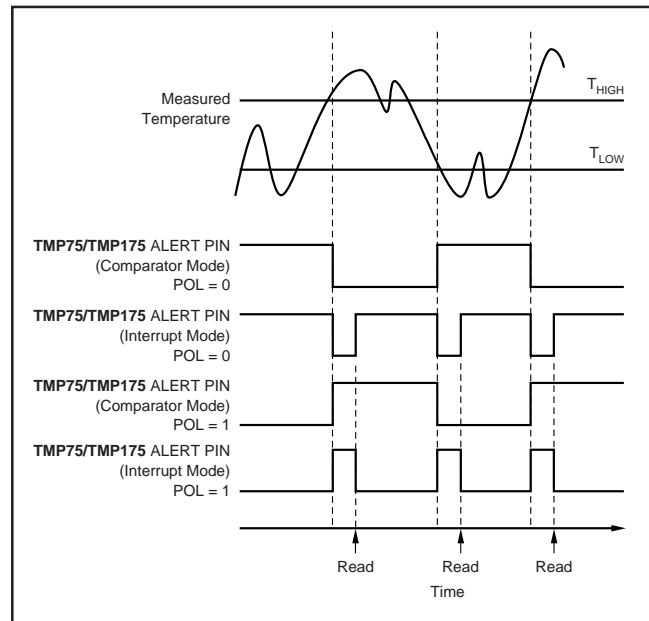 Measured
Temperature
T_HIGH
T_LOW
TMP75/TMP175 ALERT PIN
(Comparator Mode)
POL = 0
TMP75/TMP175 ALERT PIN
(Interrupt Mode)
POL = 0
TMP75/TMP175 ALERT PIN
(Comparator Mode)
POL = 1
TMP75/TMP175 ALERT PIN
(Interrupt Mode)
POL = 1
Read Read Read
Time